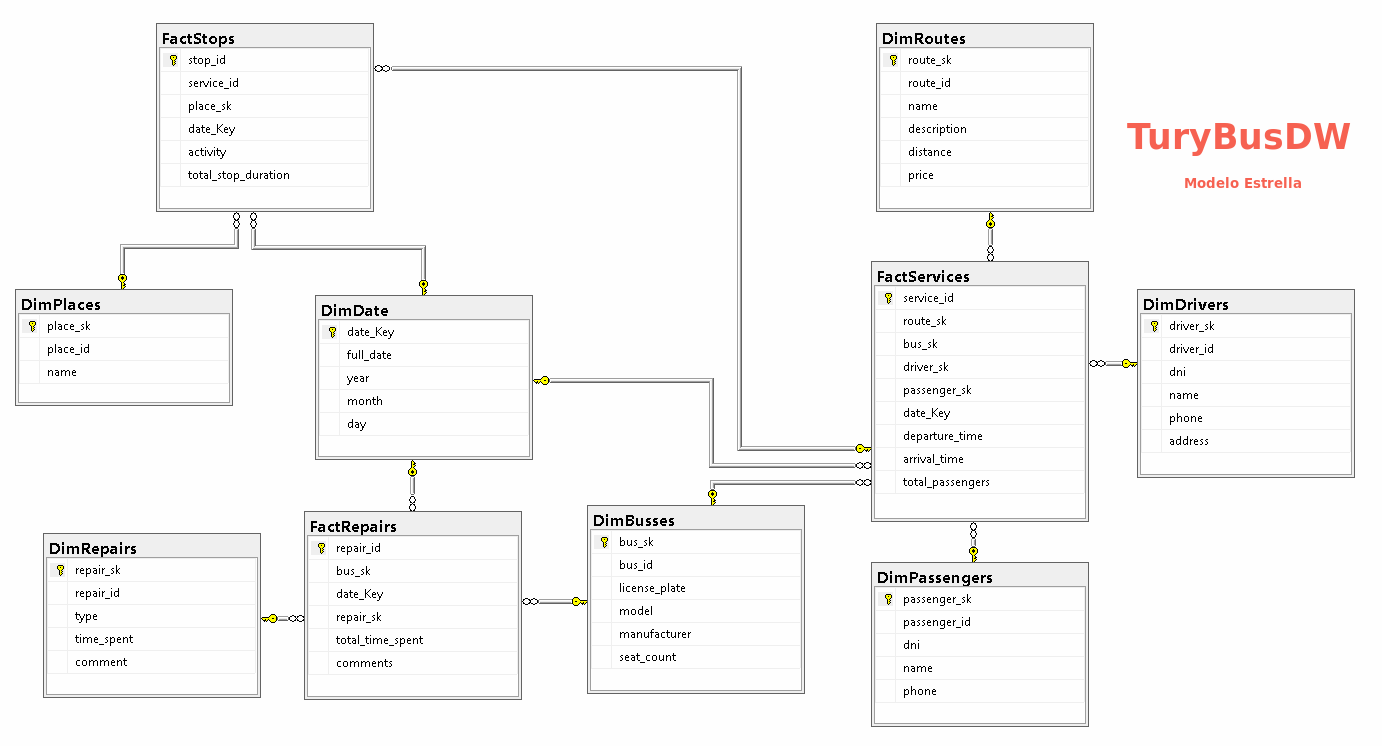 FactStops
stop_id
service_id
place_sk
date_Key
activity
total_stop_duration
DimRoutes
route_sk
route_id
name
description
distance
price
TuryBusDW
Modelo Estrella
DimPlaces
place_sk
place_id
name
DimDate
date_Key
full_date
year
month
day
FactServices
service_id
route_sk
bus_sk
driver_sk
passenger_sk
date_Key
departure_time
arrival_time
total_passengers
DimDrivers
driver_sk
driver_id
dni
name
phone
address
DimRepairs
repair_sk
repair_id
type
time_spent
comment
FactRepairs
repair_id
bus_sk
date_Key
repair_sk
total_time_spent
comments
DimBusses
bus_sk
bus_id
license_plate
model
manufacturer
seat_count
DimPassengers
passenger_sk
passenger_id
dni
name
phone